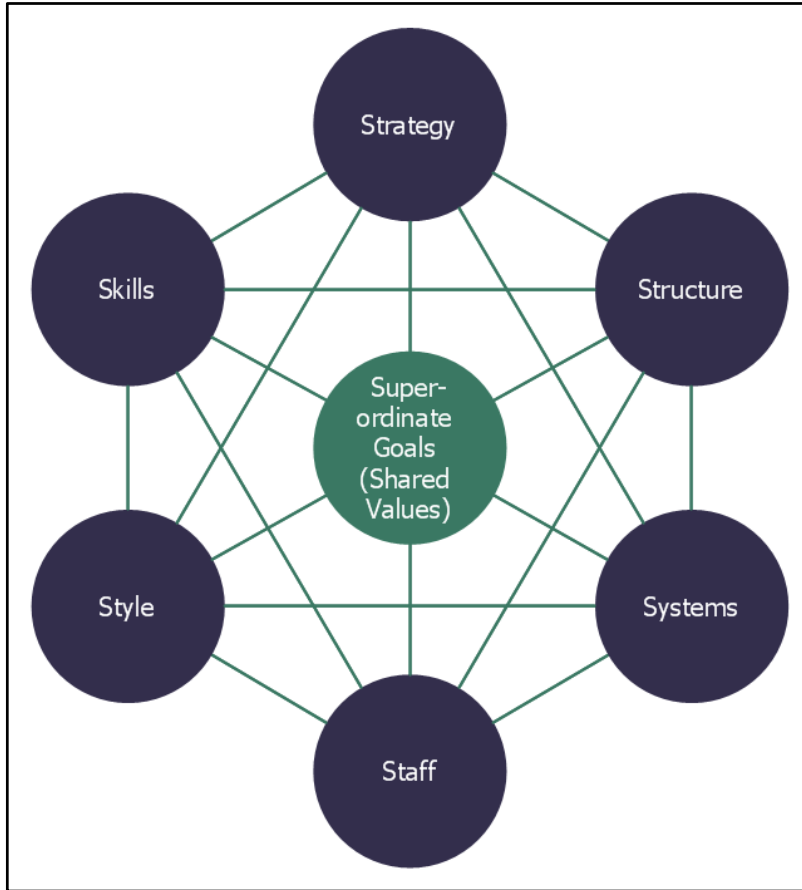 Strategy
Skills
Structure
Super-
ordinate
Goals
(Shared
Values)
Style
Systems
Staff